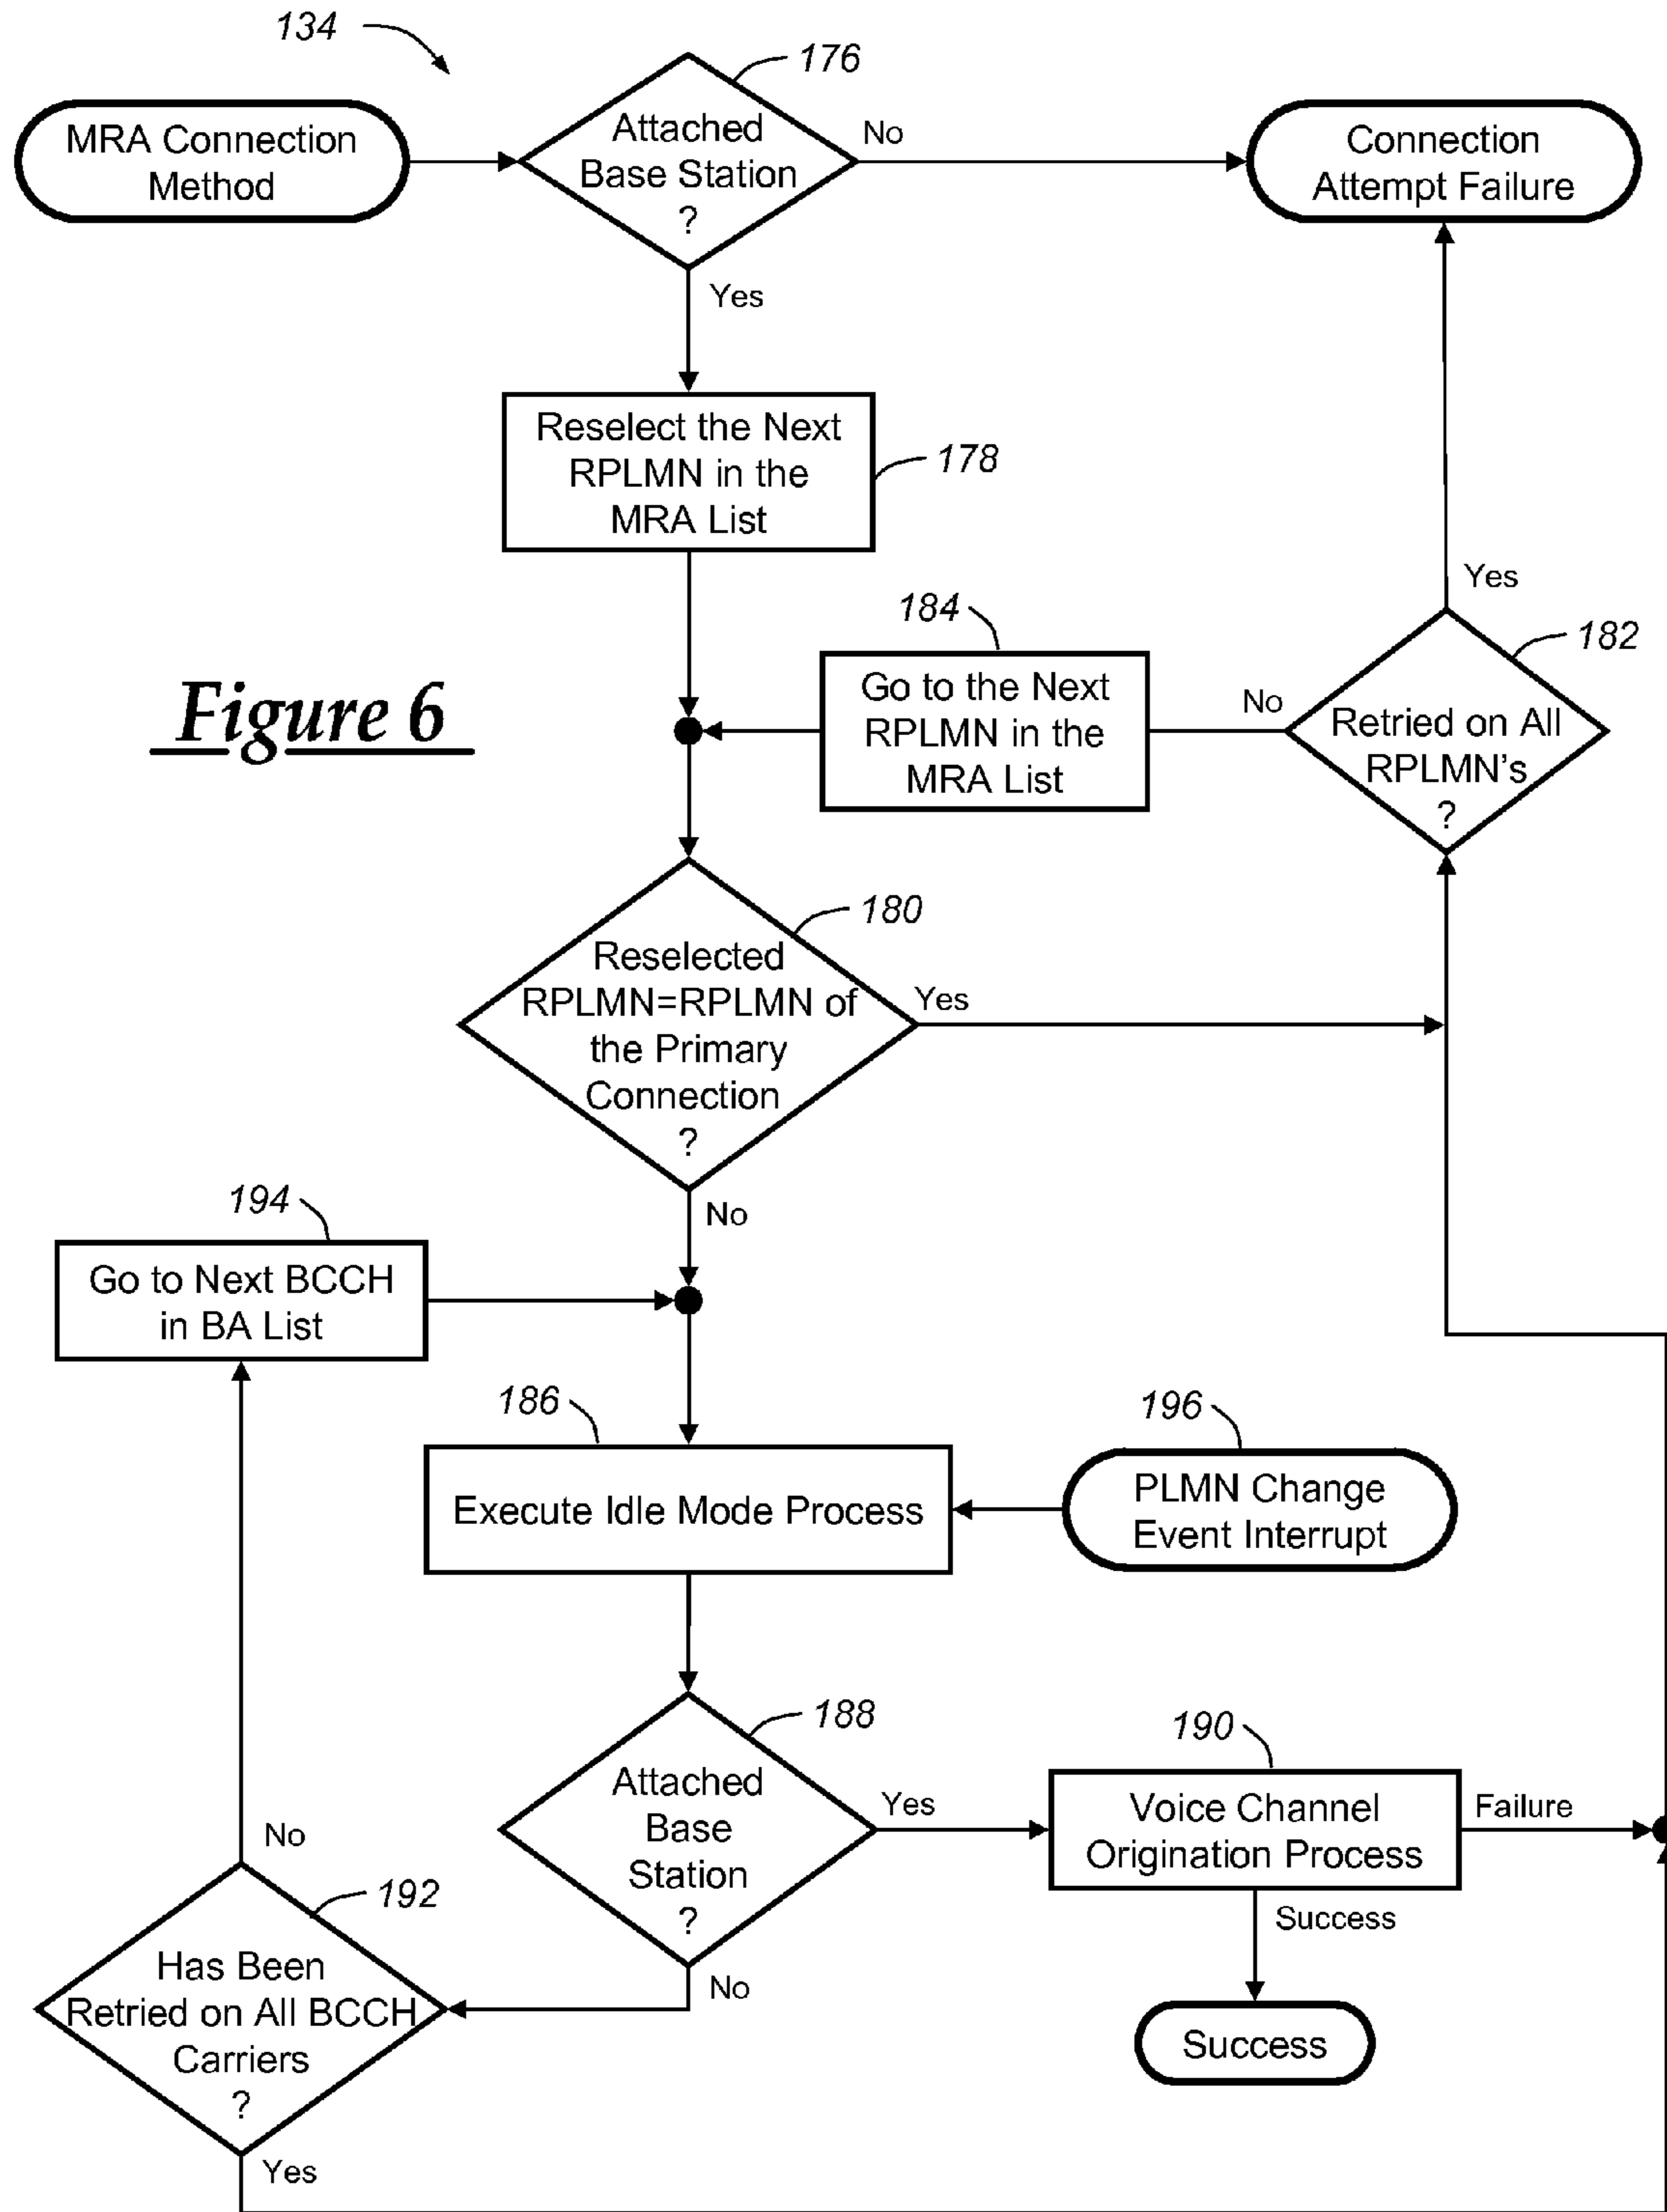 134
176
MRA Connection
Method
Attached
Base Station
?
No
Connection
Attempt Failure
Yes
Reselect the Next
RPLMN in the
MRA List
178
Yes
184
182
Figure 6
Go to the Next
RPLMN in the
MRA List
No
Retried on All
RPLMN's
?
180
Reselected
RPLMN=RPLMN of
the Primary
Connection
?
Yes
194
No
Go to Next BCCH
in BA List
186
196
Execute Idle Mode Process
PLMN Change
Event Interrupt
188
190
Attached
Base
Station
?
Yes
Voice Channel
Origination Process
Failure
No
192
Success
Has Been
Retried on All BCCH
Carriers
?
No
Success
Yes